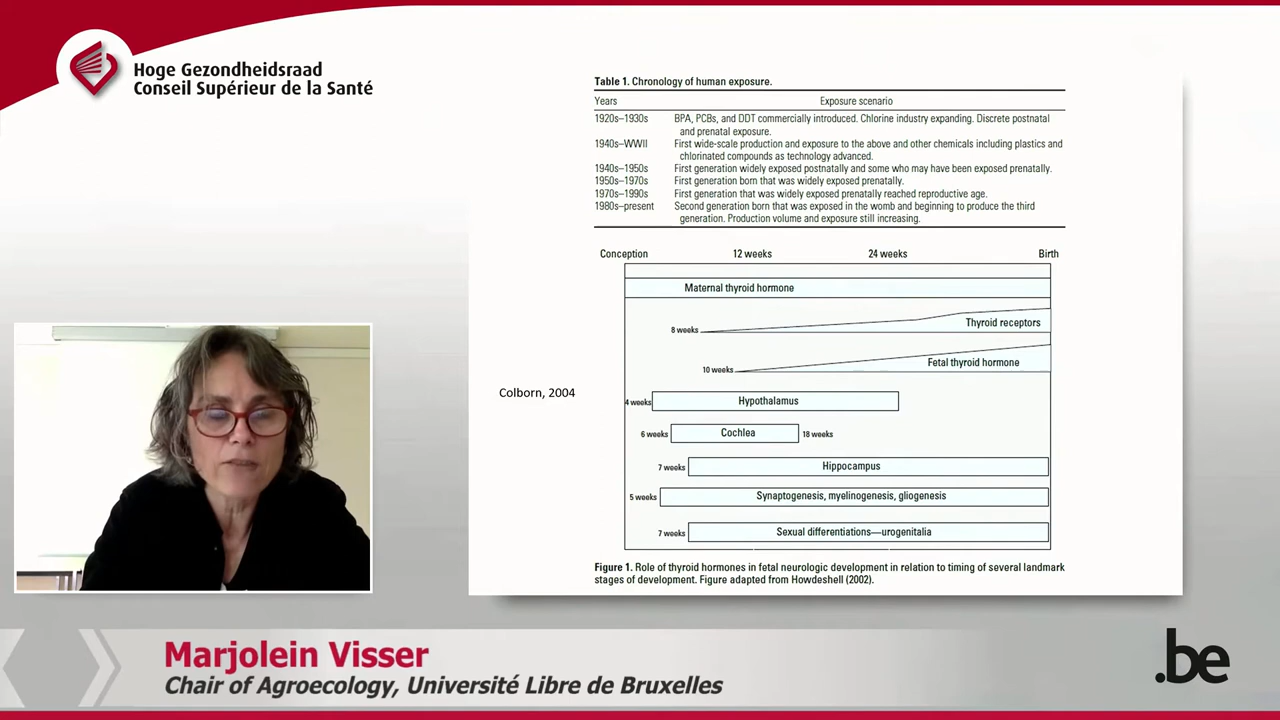 Hoge Gezondheidsraad
Conseil Supérieur de la Santé
Table 1. Chronology of human exposure.
Years Exposure scenario
1920s–1930s BPA, PCBs, and DDT commercially introduced. Chlorine industry expanding. Discrete postnatal
and prenatal exposure.
1940s–WWII First wide-scale production and exposure to the above and other chemicals including plastics and
chlorinated compounds as technology advanced.
1940s–1950s First generation widely exposed postnatally and some who may have been exposed prenatally.
1950s–1970s First generation born that was widely exposed prenatally.
1970s–1990s First generation that was widely exposed prenatally reached reproductive age.
1980s–present Second generation born that was exposed in the womb and beginning to produce the third
generation. Production volume and exposure still increasing.
Conception 12 weeks 24 weeks Birth
Maternal thyroid hormone
8 weeks Thyroid receptors
10 weeks Fetal thyroid hormone
Colborn, 2004
4 weeks Hypothalamus
6 weeks Cochlea 18 weeks
7 weeks Hippocampus
5 weeks Synaptogenesis, myelinogenesis, gliogenesis
7 weeks Sexual differentiations—urogenitalia
Figure 1. Role of thyroid hormones in fetal neurologic development in relation to timing of several landmark
stages of development. Figure adapted from Howdeshell (2002).
Marjolein Visser
Chair of Agroecology, Université Libre de Bruxelles
.be